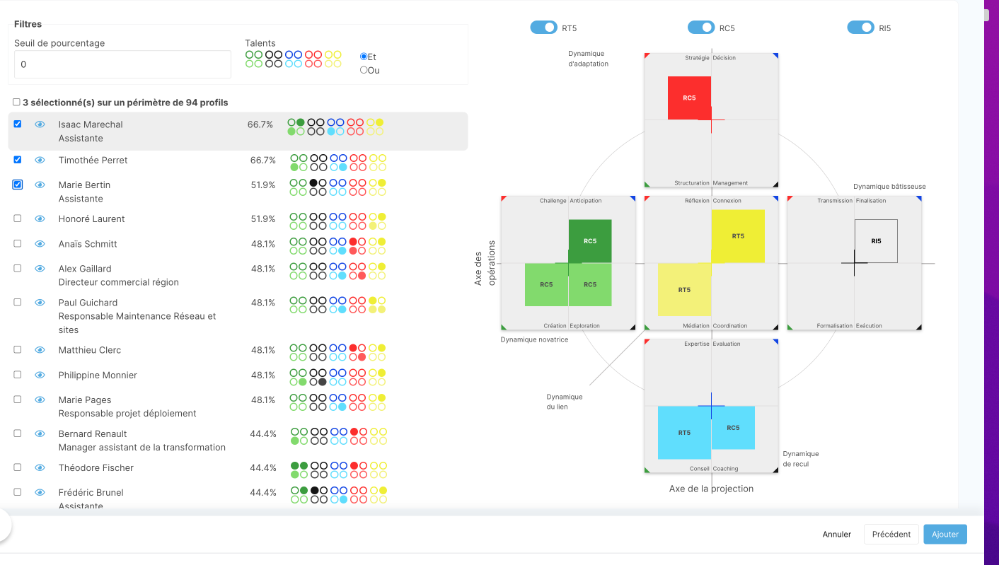 Filtres
Seuil de pourcentage
0
Talents
Et
Ou
3 sélectionné(s) sur un périmètre de 94 profils
Isaac Marechal 66.7%
Assistante
Timothée Perret 66.7%
Marie Bertin 51.9%
Assistante
Honoré Laurent 51.9%
Anaïs Schmitt 48.1%
Alex Gaillard 48.1%
Directeur commercial région
Paul Guichard 48.1%
Responsable Maintenance Réseau et
sites
Matthieu Clerc 48.1%
Philippine Monnier 48.1%
Marie Pages 48.1%
Responsable projet déploiement
Bernard Renault 44.4%
Manager assistant de la transformation
Théodore Fischer 44.4%
Frédéric Brunel 44.4%
Assistante
RT5 RC5 RI5
Dynamique
d'adaptation
Stratégie Décision
RC5
Structuration Management
Dynamique bâtisseuse
Axe des
opérations
Challenge Anticipation
RC5
RC5 RC5
Création Exploration
Dynamique novatrice
Réflexion Connexion
RT5
RT5
Médiation Coordination
Transmission Finalisation
RI5
Formalisation Exécution
Dynamique
du lien
Expertise Evaluation
RT5 RC5
Conseil Coaching
Dynamique
de recul
Axe de la projection
Annuler Précédent Ajouter